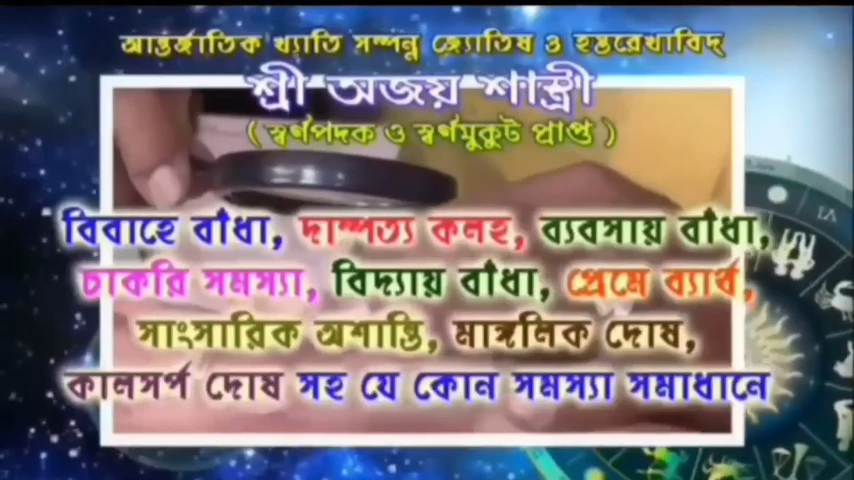 আন্তর্জাতিক খ্যাতি সম্পন্ন জ্যোতিষ ও হস্তরেখাবিদ্
শ্রী অজয় শাস্ত্রী
( স্বর্ণপদক ও স্বর্ণমুকুট প্রাপ্ত )
বিবাহে বাঁধা, দাম্পত্য কলহ, ব্যবসায় বাঁধা,
চাকরি সমস্যা, বিদ্যায় বাঁধা, প্রেমে ব্যার্থ,
সাংসারিক অশান্তি, মাঙ্গলিক দোষ,
কালসর্প দোষ সহ যে কোন সমস্যা সমাধানে